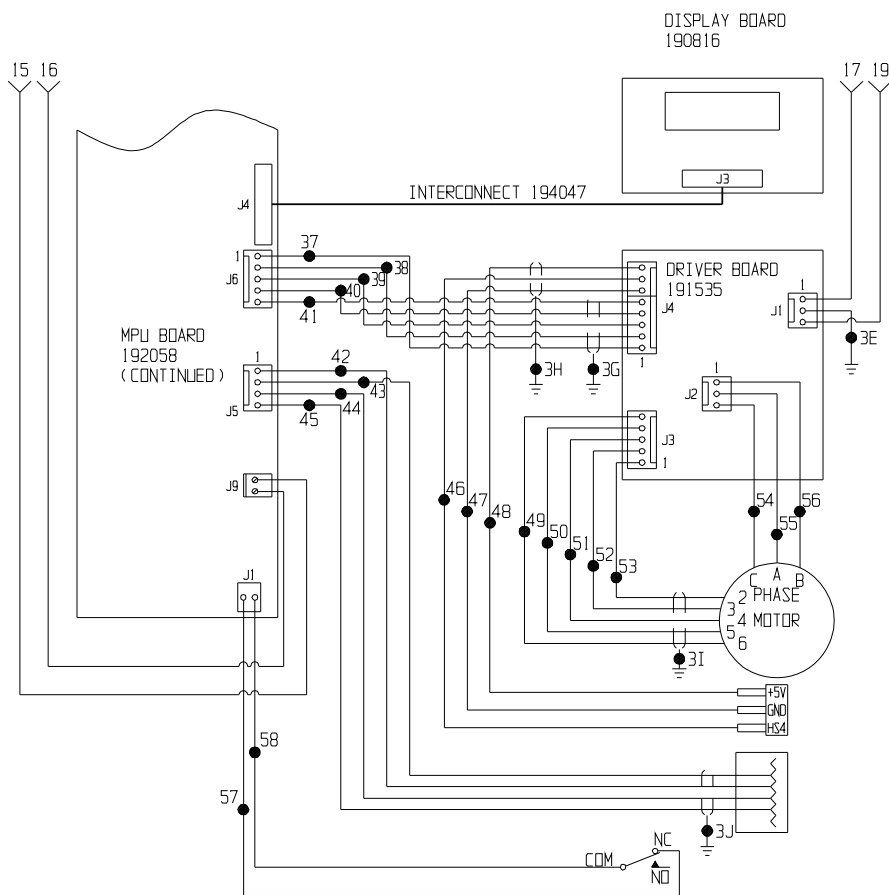 DISPLAY BOARD
190816
15 16
17 19
J3
J4
INTERCONNECT 194047
37
1
38
J6
39
40
41
DRIVER BOARD
191535
J4
1
1
J1
3E
MPU BOARD
192058
(CONTINUED)
3H
3G
42
1
43
44
J5
45
1
J2
J3
1
J9
46
47
48
49
50
51
52
53
54
55
56
J1
C A B
PHASE
MOTOR
2
3
4
5
6
3I
+5V
GND
HS4
58
57
3J
NC
COM
NO